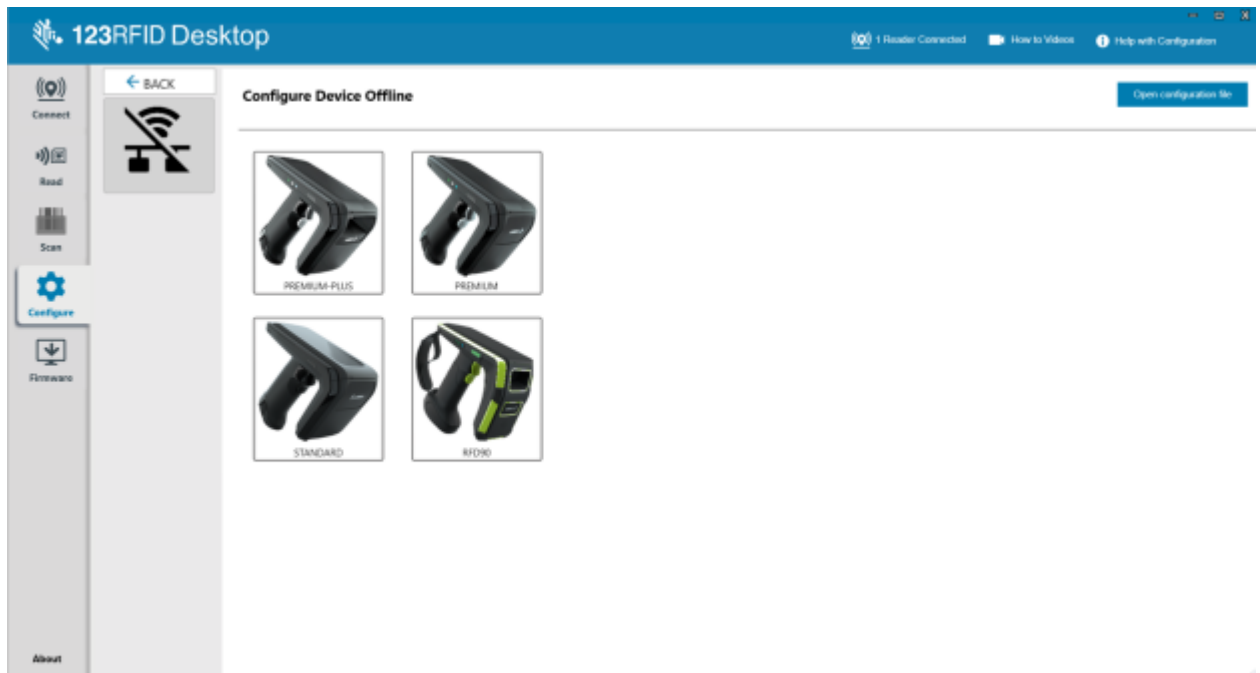 123RFID Desktop
1 Reader Connected
How to Videos
Help with Configuration
Connect
Read
Scan
Configure
Firmware
About
BACK
Configure Device Offline
Open configuration file
PREMIUM-PLUS
PREMIUM
STANDARD
RFD90